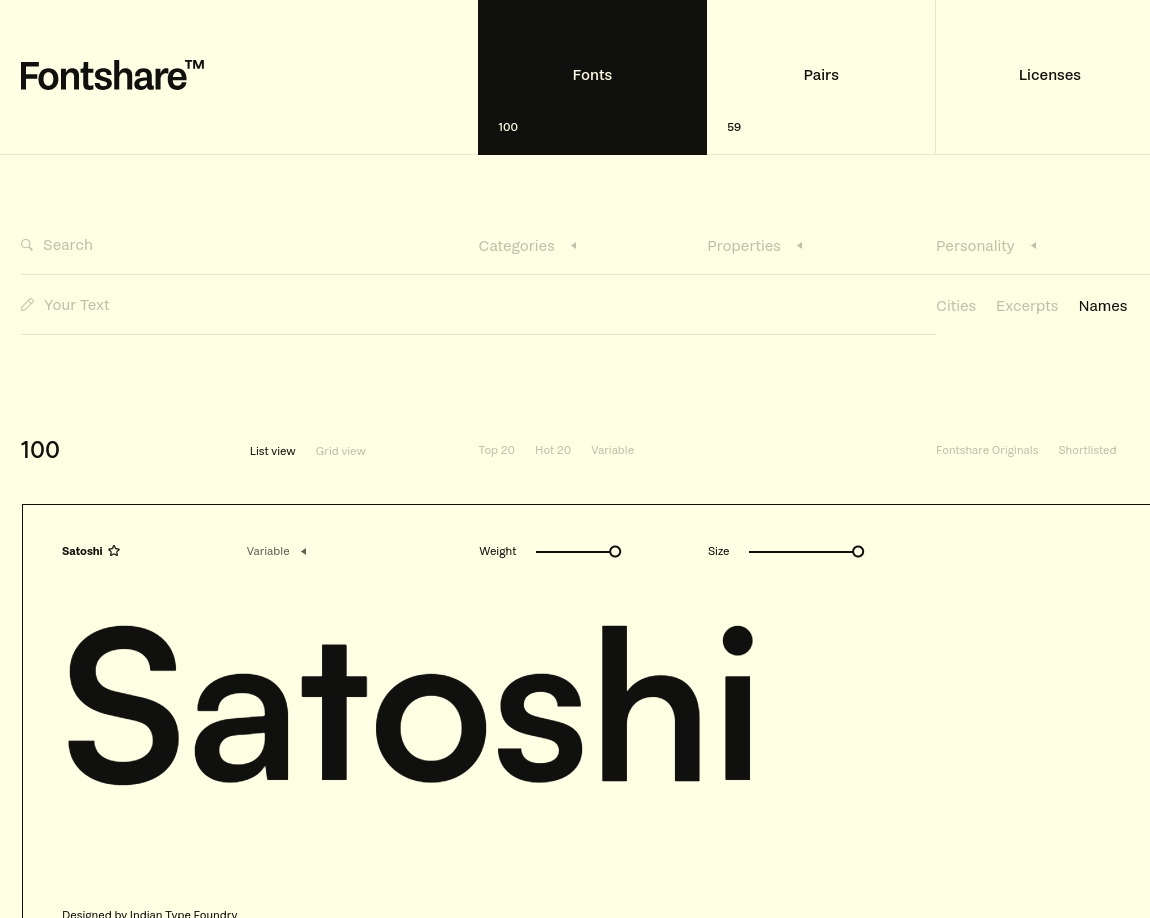 Fontshare™
Fonts
Pairs
Licenses
100
59
Search
Categories
Properties
Personality
Your Text
Cities Excerpts Names
100
List view Grid view
Top 20 Hot 20 Variable
Fontshare Originals Shortlisted
Satoshi
Variable
Weight
Size
Satoshi
Designed by Indian Type Foundry